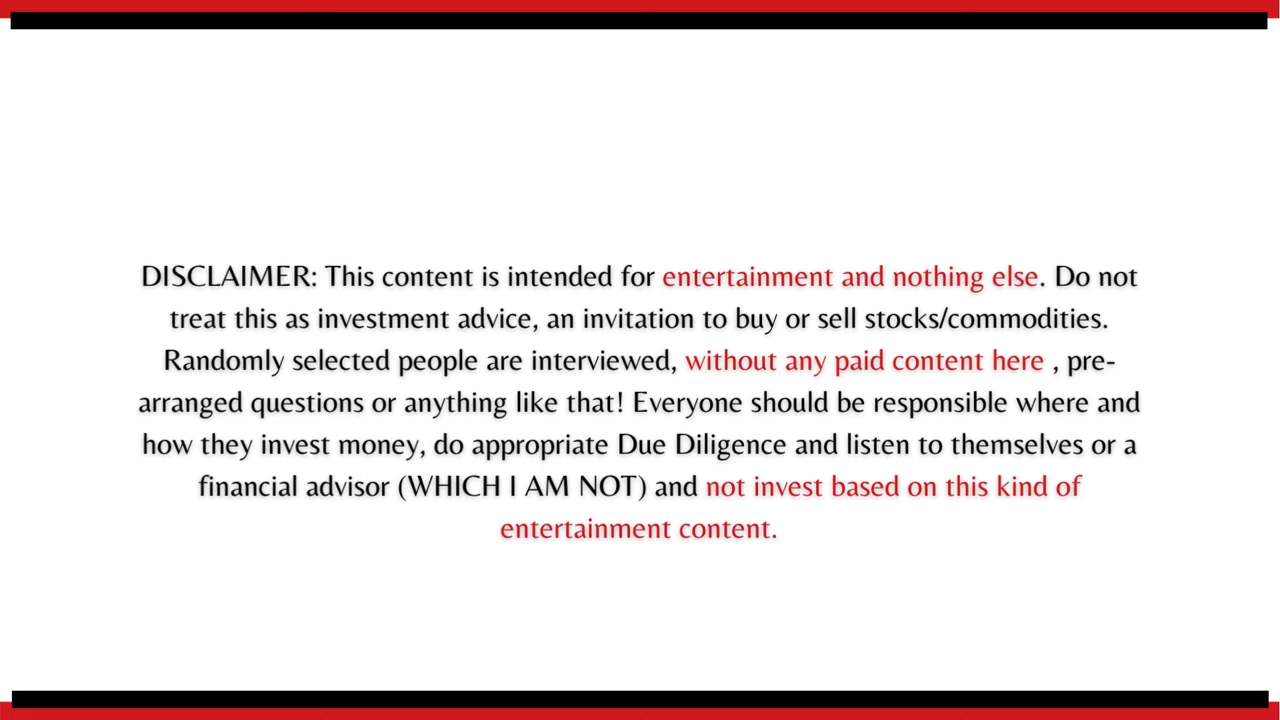 DISCLAIMER: This content is intended for entertainment and nothing else. Do not
treat this as investment advice, an invitation to buy or sell stocks/commodities.
Randomly selected people are interviewed, without any paid content here , pre-
arranged questions or anything like that! Everyone should be responsible where and
how they invest money, do appropriate Due Diligence and listen to themselves or a
financial advisor (WHICH I AM NOT) and not invest based on this kind of
entertainment content.